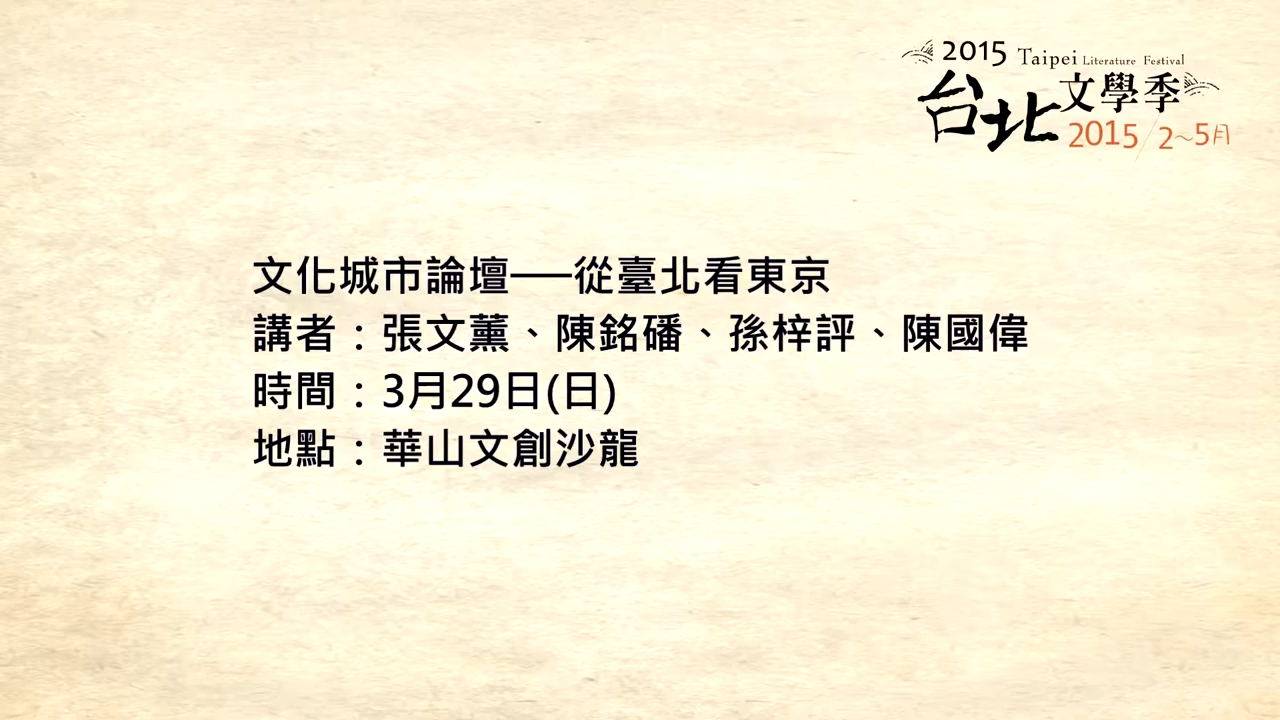 2015 Taipei Literature Festival
台北文學季
2015/2~5月
文化城市論壇──從臺北看東京
講者：張文薰、陳銘磻、孫梓評、陳國偉
時間：3月29日(日)
地點：華山文創沙龍